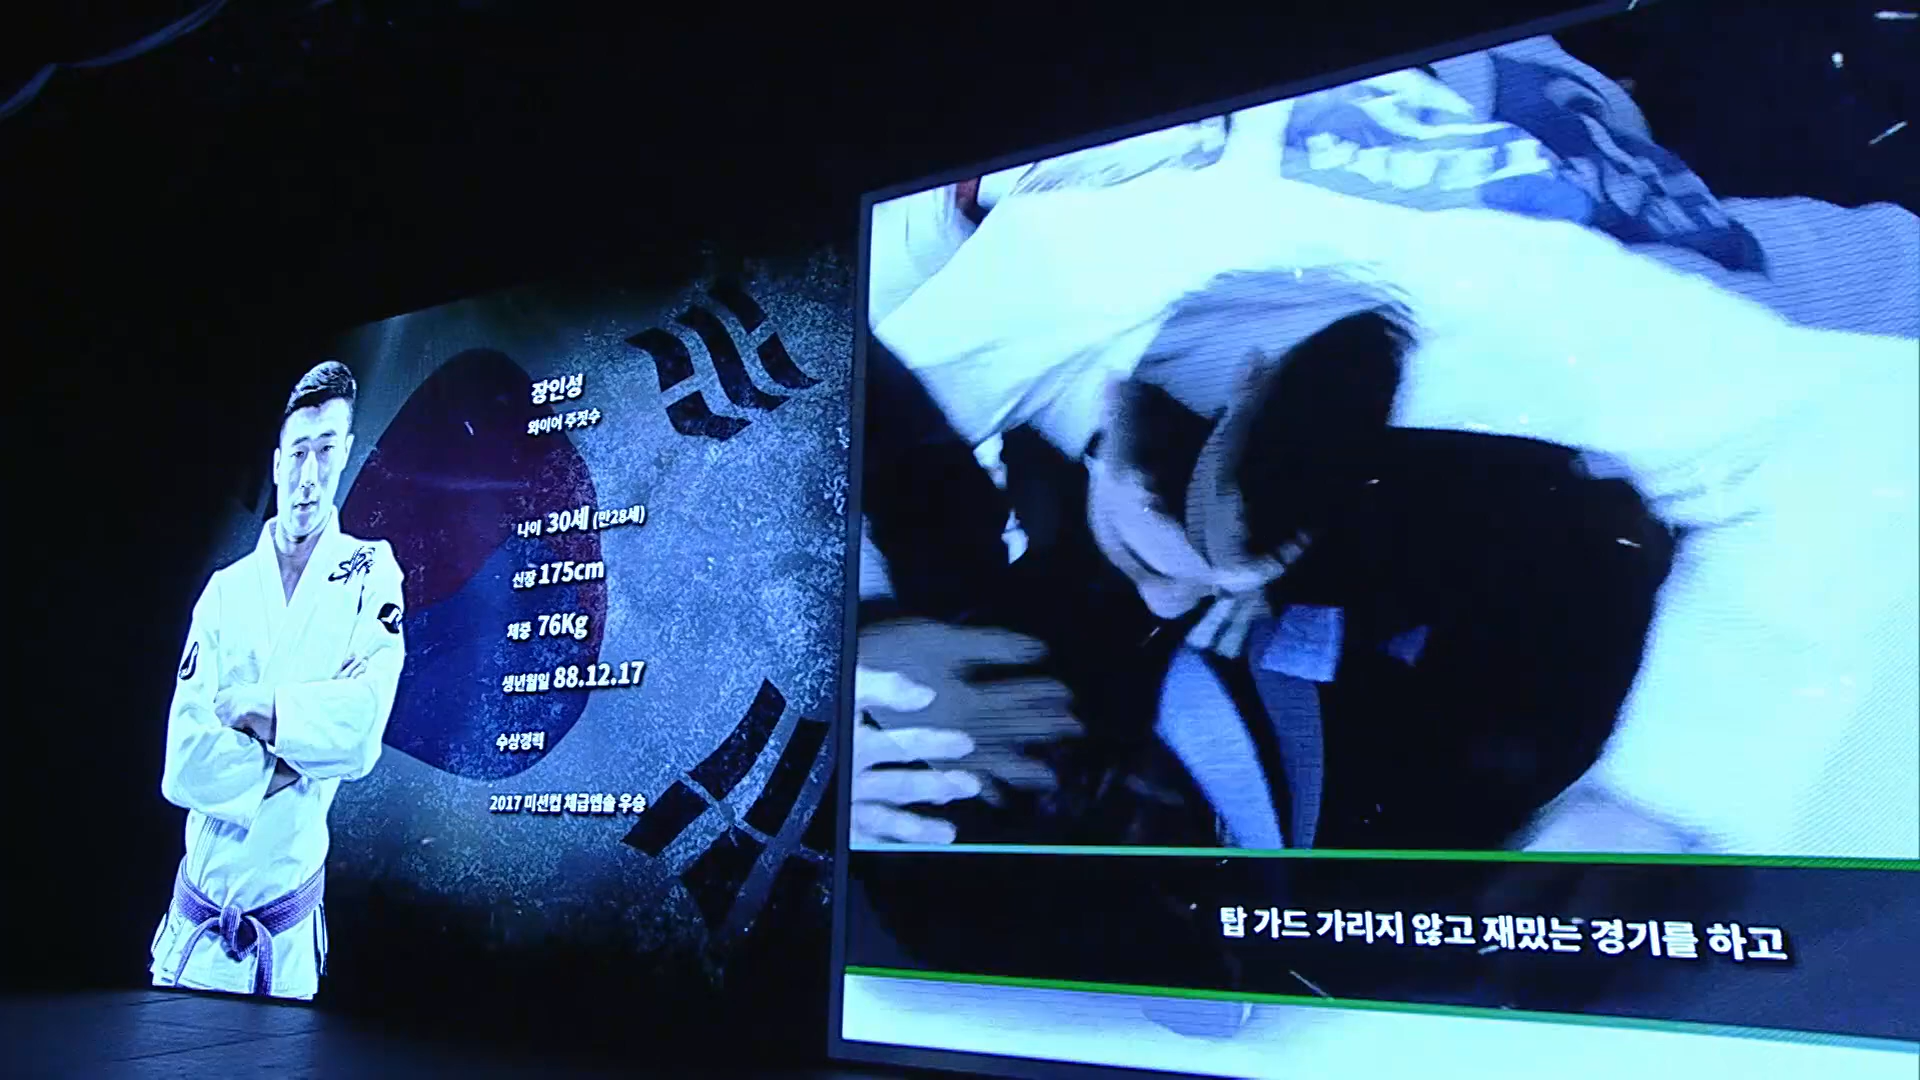 장인성
와이어 주짓수
나이 30세 (만28세)
신장 175cm
체중 76Kg
생년월일 88.12.17
수상경력
2017 미션컵 체급앱솔 우승
탑 가드 가리지 않고 재밌는 경기를 하고